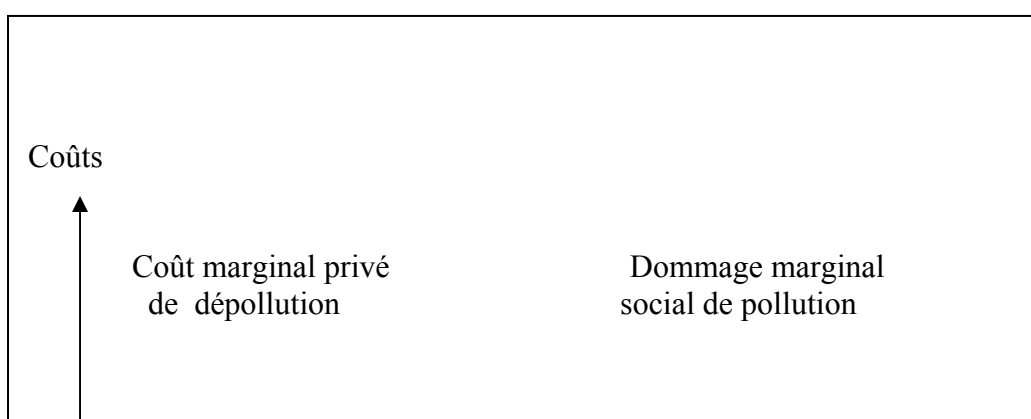 Coûts
Coût marginal privé
de dépollution
Dommage marginal
social de pollution